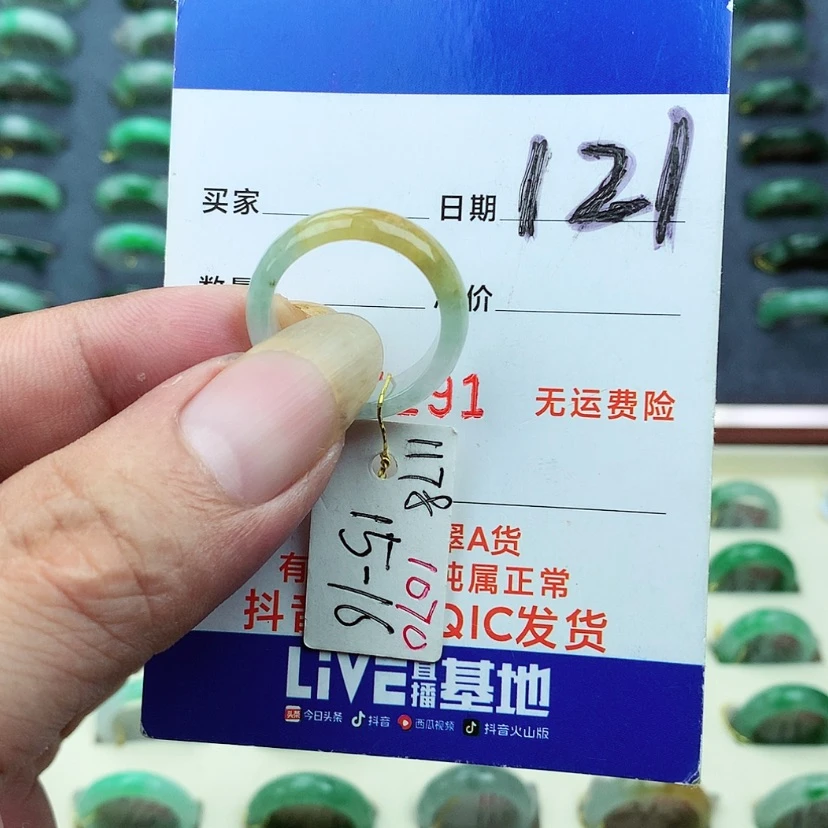 121
买家 日期
数量 价
291 无运费险
1178
1070
15-16
翠A货
有 纯属正常
抖音 QIC发货
LiVE直播基地
今日头条 抖音 西瓜视频 抖音火山版